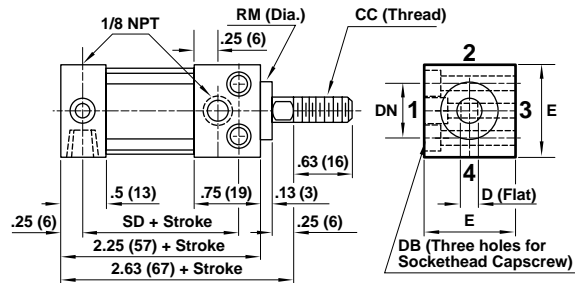 1/8 NPT
RM (Dia.)
CC (Thread)
.25 (6)
2
DN
1
3
E
4
.63 (16)
.5 (13)
.75 (19)
.13 (3)
D (Flat)
.25 (6)
SD + Stroke
.25 (6)
E
2.25 (57) + Stroke
DB (Three holes for
Sockethead Capscrew)
2.63 (67) + Stroke